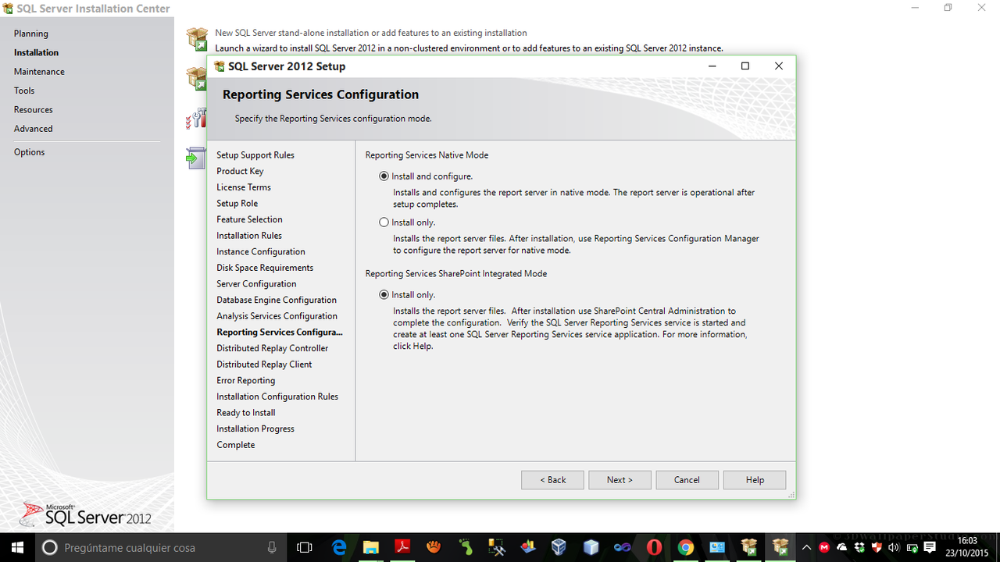 SQL Server Installation Center
Planning
Installation
Maintenance
Tools
Resources
Advanced
Options
New SQL Server stand-alone installation or add features to an existing installation
Launch a wizard to install SQL Server 2012 in a non-clustered environment or to add features to an existing SQL Server 2012 instance.
SQL Server 2012 Setup
Reporting Services Configuration
Specify the Reporting Services configuration mode.
Setup Support Rules
Product Key
License Terms
Setup Role
Feature Selection
Installation Rules
Instance Configuration
Disk Space Requirements
Server Configuration
Database Engine Configuration
Analysis Services Configuration
Reporting Services Configura...
Distributed Replay Controller
Distributed Replay Client
Error Reporting
Installation Configuration Rules
Ready to Install
Installation Progress
Complete
Reporting Services Native Mode
Install and configure.
Installs and configures the report server in native mode. The report server is operational after
setup completes.
Install only.
Installs the report server files. After installation, use Reporting Services Configuration Manager
to configure the report server for native mode.
Reporting Services SharePoint Integrated Mode
Install only.
Installs the report server files.  After installation use SharePoint Central Administration to
complete the configuration.  Verify the SQL Server Reporting Services service is started and
create at least one SQL Server Reporting Services service application. For more information,
click Help.
< Back
Next >
Cancel
Help
Microsoft®
SQL Server 2012
Pregúntame cualquier cosa
16:03
23/10/2015